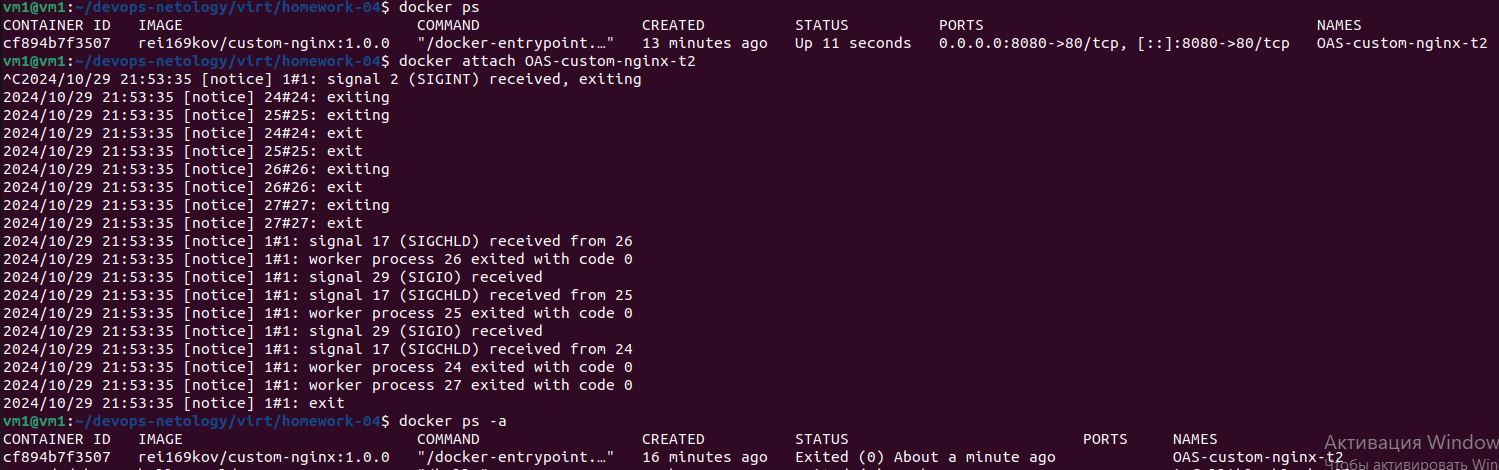 vm1@vm1:~/devops-netology/virt/homework-04$ docker ps
CONTAINER ID   IMAGE                          COMMAND                  CREATED          STATUS          PORTS                                     NAMES
cf894b7f3507   rei169kov/custom-nginx:1.0.0   "/docker-entrypoint.…"   13 minutes ago   Up 11 seconds   0.0.0.0:8080->80/tcp, [::]:8080->80/tcp   OAS-custom-nginx-t2
vm1@vm1:~/devops-netology/virt/homework-04$ docker attach OAS-custom-nginx-t2
^C2024/10/29 21:53:35 [notice] 1#1: signal 2 (SIGINT) received, exiting
2024/10/29 21:53:35 [notice] 24#24: exiting
2024/10/29 21:53:35 [notice] 25#25: exiting
2024/10/29 21:53:35 [notice] 24#24: exit
2024/10/29 21:53:35 [notice] 25#25: exit
2024/10/29 21:53:35 [notice] 26#26: exiting
2024/10/29 21:53:35 [notice] 26#26: exit
2024/10/29 21:53:35 [notice] 27#27: exiting
2024/10/29 21:53:35 [notice] 27#27: exit
2024/10/29 21:53:35 [notice] 1#1: signal 17 (SIGCHLD) received from 26
2024/10/29 21:53:35 [notice] 1#1: worker process 26 exited with code 0
2024/10/29 21:53:35 [notice] 1#1: signal 29 (SIGIO) received
2024/10/29 21:53:35 [notice] 1#1: signal 17 (SIGCHLD) received from 25
2024/10/29 21:53:35 [notice] 1#1: worker process 25 exited with code 0
2024/10/29 21:53:35 [notice] 1#1: signal 29 (SIGIO) received
2024/10/29 21:53:35 [notice] 1#1: signal 17 (SIGCHLD) received from 24
2024/10/29 21:53:35 [notice] 1#1: worker process 24 exited with code 0
2024/10/29 21:53:35 [notice] 1#1: worker process 27 exited with code 0
2024/10/29 21:53:35 [notice] 1#1: exit
vm1@vm1:~/devops-netology/virt/homework-04$ docker ps -a
CONTAINER ID   IMAGE                          COMMAND                  CREATED          STATUS                          PORTS     NAMES
cf894b7f3507   rei169kov/custom-nginx:1.0.0   "/docker-entrypoint.…"   16 minutes ago   Exited (0) About a minute ago             OAS-custom-nginx-t2
Активация Window
Чтобы активировать Win